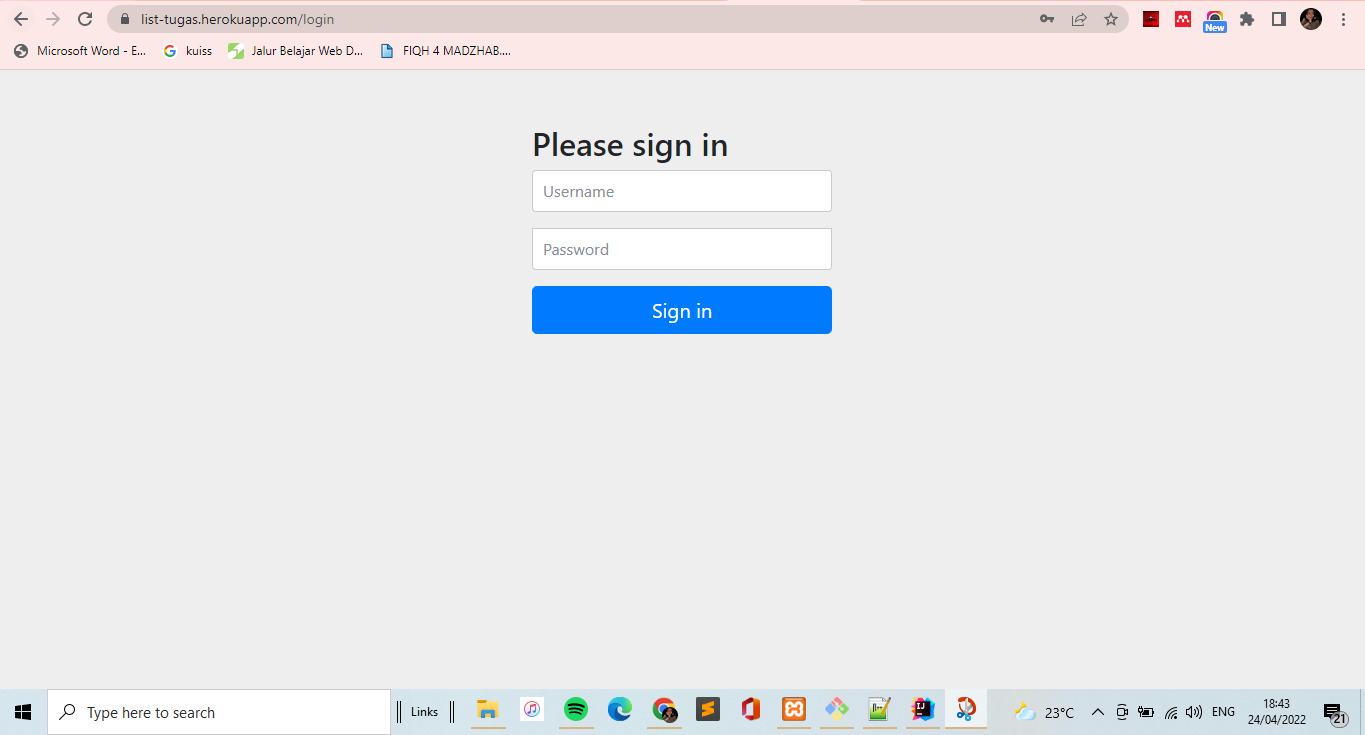 list-tugas.herokuapp.com/login
New
Microsoft Word - E...
kuiss
Jalur Belajar Web D...
FIQH 4 MADZHAB....
Please sign in
Username
Password
Sign in
Type here to search
Links
23°C
ENG
18:43
24/04/2022
21